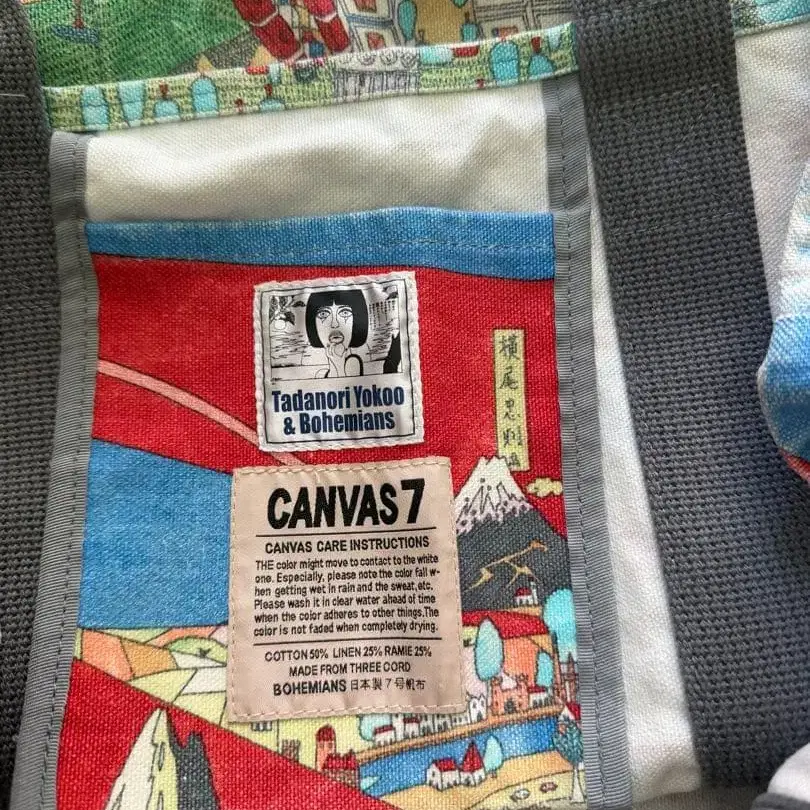 Tadanori Yokoo
& Bohemians
横尾忠則画
CANVAS 7
CANVAS CARE INSTRUCTIONS
THE color might move to contact to the white
one. Especially, please note the color fall w-
hen getting wet in rain and the sweat,etc.
Please wash it in clear water ahead of time
when the color adheres to other things.The
color is not faded when completely drying.
COTTON 50% LINEN 25% RAMIE 25%
MADE FROM THREE CORD
BOHEMIANS 日本製7号帆布